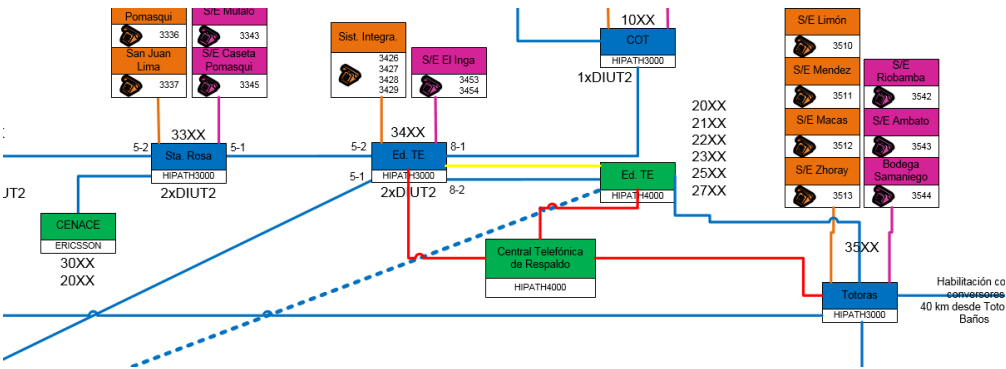 Pomasqui
3336
San Juan
Lima
3337
S/E Mulaló
3343
S/E Caseta
Pomasqui
3345
33XX
5-2
Sta. Rosa
5-1
HIPATH3000
2xDIUT2
UT2
CENACE
ERICSSON
30XX
20XX
Sist. Integra.
3426
3427
3428
3429
S/E El Inga
3453
3454
34XX
5-2
Ed. TE
8-1
5-1
HIPATH3000
2xDIUT2
8-2
10XX
COT
HIPATH3000
1xDIUT2
Ed. TE
HIPATH4000
20XX
21XX
22XX
23XX
25XX
27XX
Central Telefónica
de Respaldo
HIPATH4000
S/E Limón
3510
S/E Mendez
3511
S/E Macas
3512
S/E Zhoray
3513
S/E
Riobamba
3542
S/E Ambato
3543
Bodega
Samaniego
3544
35XX
Totoras
HIPATH3000
Habilitación co
conversores
40 km desde Toto
Baños